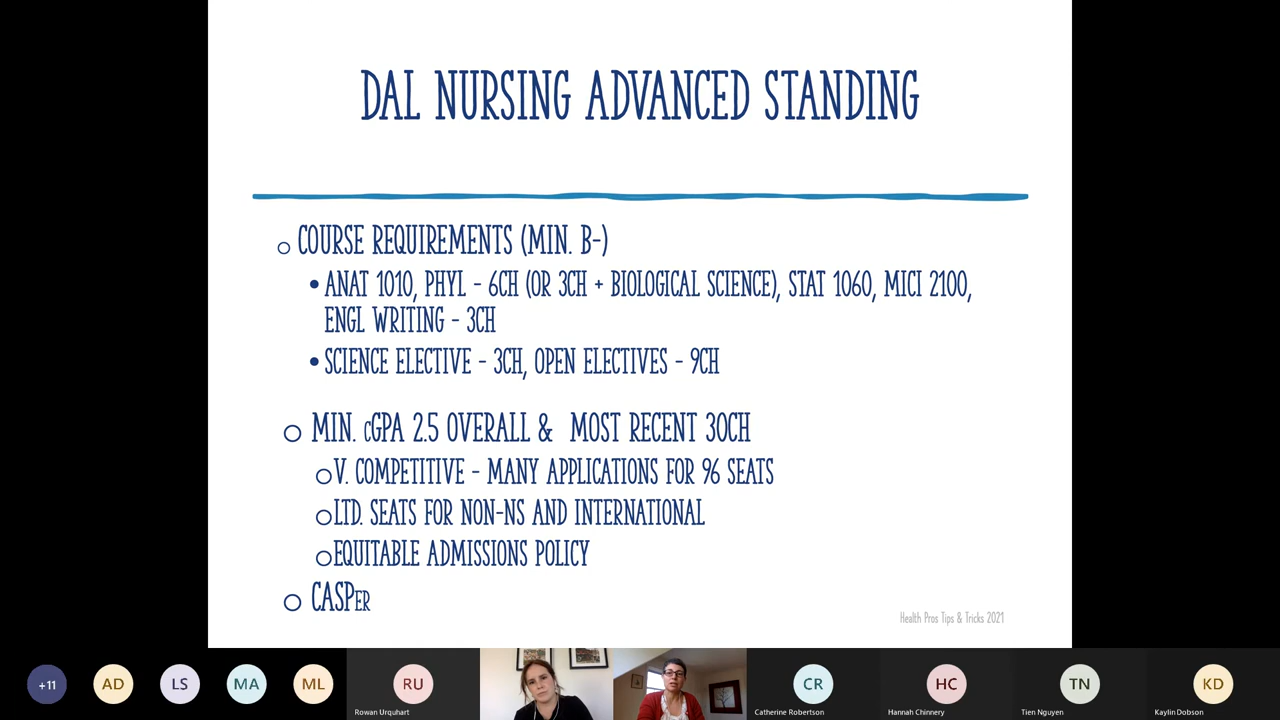 DAL NURSING ADVANCED STANDING
COURSE REQUIREMENTS (MIN. B-)
ANAT 1010, PHYL - 6CH (OR 3CH + BIOLOGICAL SCIENCE), STAT 1060, MICI 2100,
ENGL WRITING - 3CH
SCIENCE ELECTIVE - 3CH, OPEN ELECTIVES - 9CH
MIN. cGPA 2.5 OVERALL & MOST RECENT 30CH
V. COMPETITIVE - MANY APPLICATIONS FOR 96 SEATS
LTD. SEATS FOR NON-NS AND INTERNATIONAL
EQUITABLE ADMISSIONS POLICY
CASPER
Health Pros Tips & Tricks 2021
+11 AD LS MA ML RU CR HC TN KD
Rowan Urquhart Catherine Robertson Hannah Chinnery Tien Nguyen Kaylin Dobson